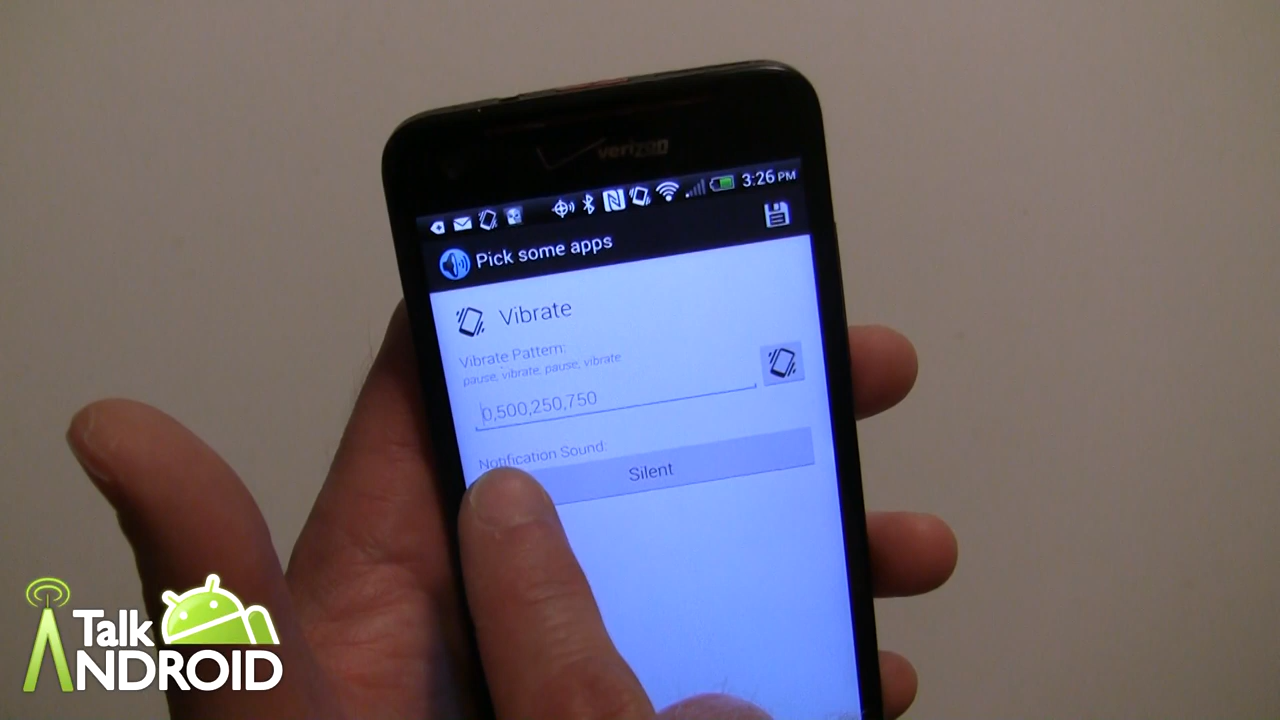 verizon
3:26 PM
Pick some apps
Vibrate
Vibrate Pattern:
pause, vibrate, pause, vibrate
0,500,250,750
Notification Sound:
Silent
Talk
ANDROID